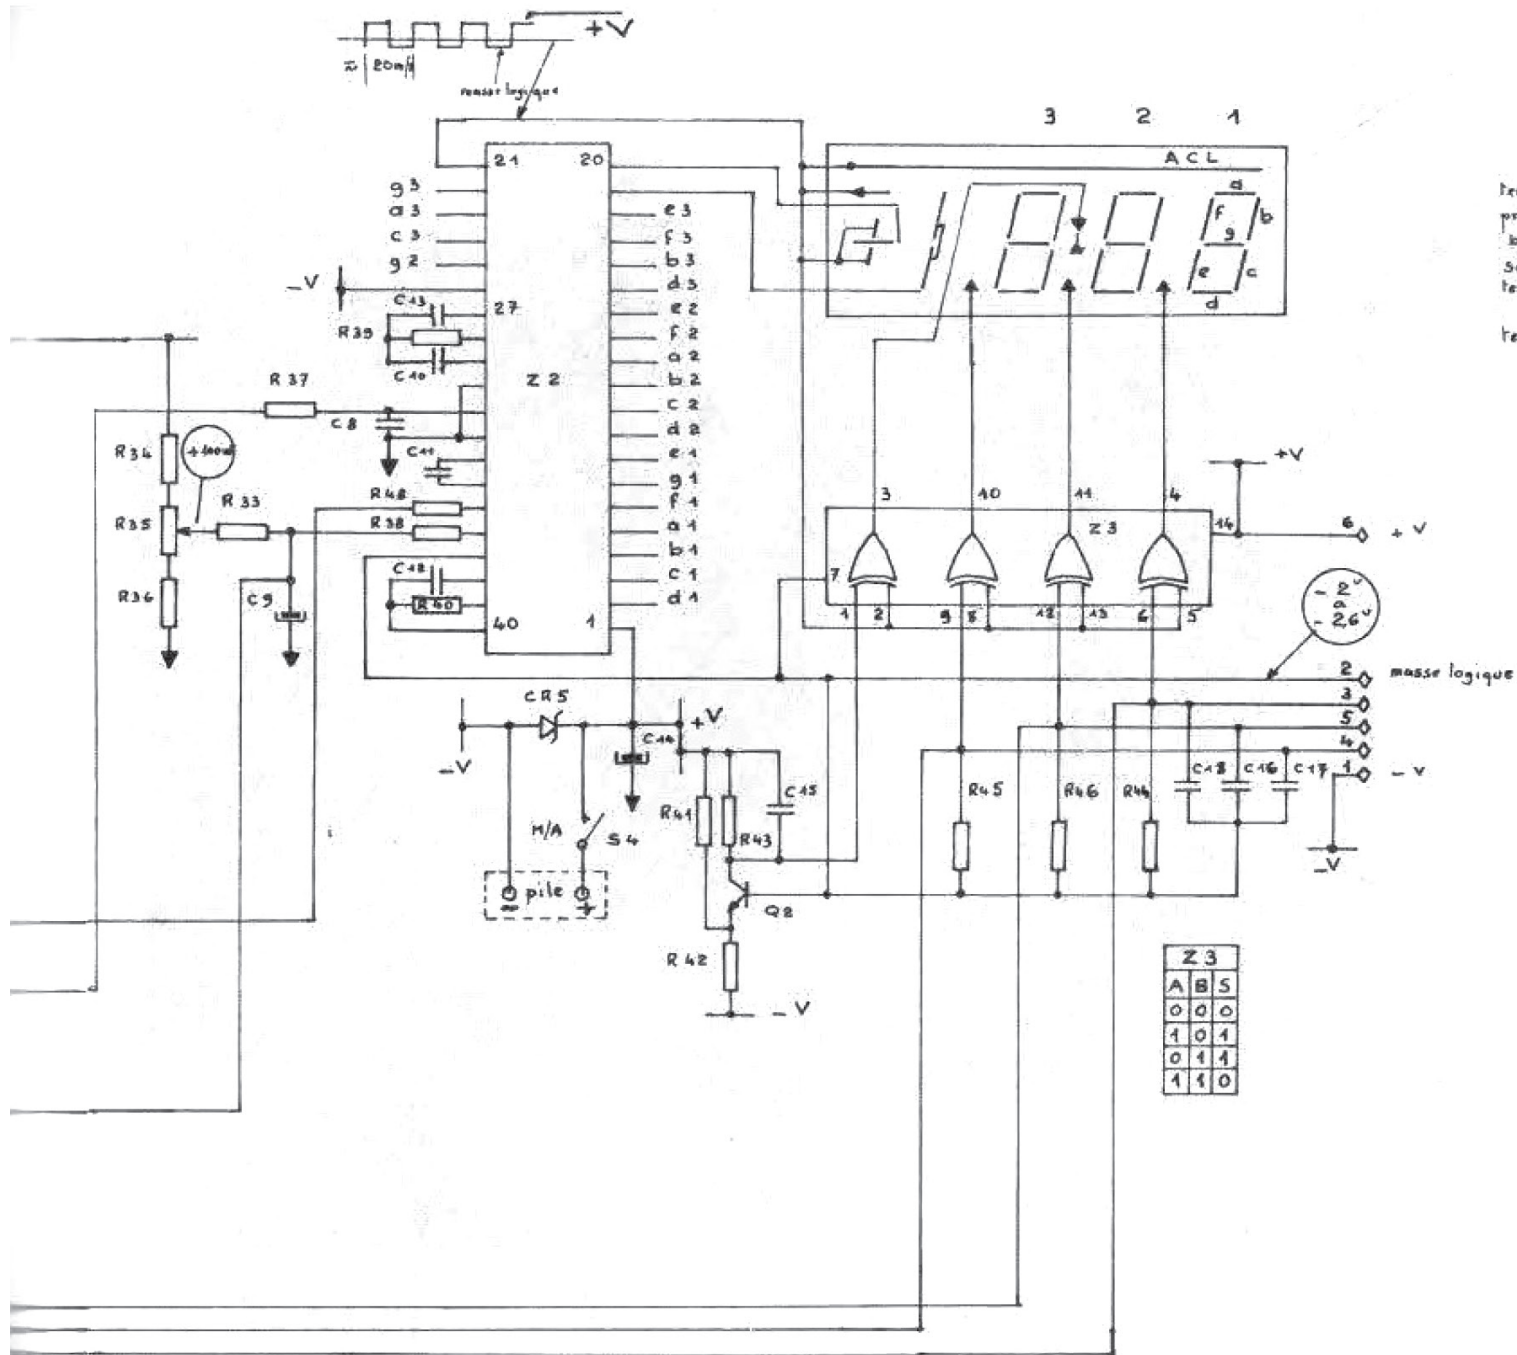 +V
≈ 20m/s
masse logique
3 2 1
ACL
21 20
g3
a3
c3
g2
-V
27
C13
R39
C10
Z2
e3
f3
b3
d3
e2
f2
a2
b2
c2
d2
e1
g1
f1
a1
b1
c1
d1
a
f b
g
e c
d
R37
C8
C11
R34
R33
R48
R35
R38
R36
C9
C12
R40
40 1
3 10 11 4
Z3
14
+V
6 +V
7
1 2 9 8 12 13 6 5
-2v
a
-26v
2 masse logique
3
5
4
1 -V
-V
CR5
+V
C14
-V
M/A
S4
pile
+
R41
R43
C15
Q2
R42
-V
R45
R46
R44
C18 C16 C17
-V
Z3
A B S
0 0 0
1 0 1
0 1 1
1 1 0